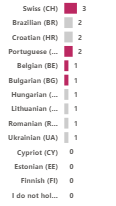 Swiss (CH) 3
Brazilian (BR) 2
Croatian (HR) 2
Portuguese (... 2
Belgian (BE) 1
Bulgarian (BG) 1
Hungarian (... 1
Lithuanian (... 1
Romanian (R... 1
Ukrainian (UA) 1
Cypriot (CY) 0
Estonian (EE) 0
Finnish (FI) 0
I do not hol... 0